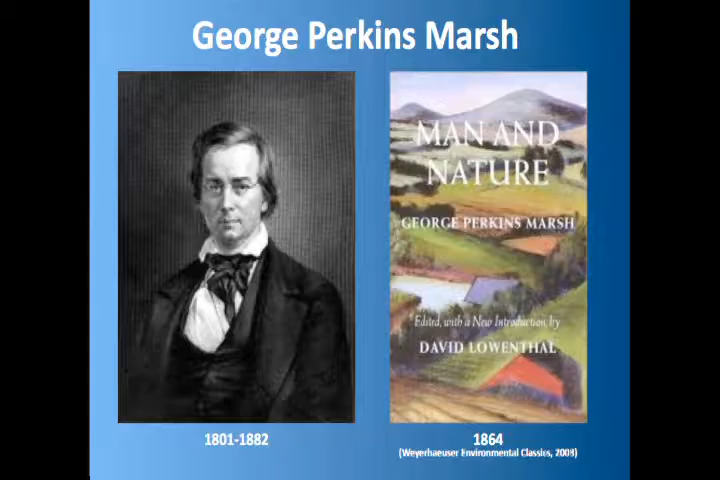 George Perkins Marsh
MAN AND
NATURE
GEORGE PERKINS MARSH
Edited, with a New Introduction, by
DAVID LOWENTHAL
1801-1882
1864
(Weyerhaeuser Environmental Classics, 2003)